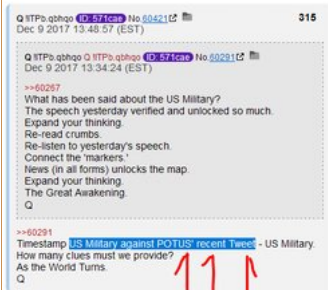 Q !ITPb.qbhqo ID: 571cae No.60421 315
Dec 9 2017 13:48:57 (EST)
Q !ITPb.qbhqo Q !ITPb.qbhqo ID: 571cae No.60291
Dec 9 2017 13:34:24 (EST)
>>60267
What has been said about the US Military?
The speech yesterday verified and unlocked so much.
Expand your thinking.
Re-read crumbs.
Re-listen to yesterday's speech.
Connect the 'markers.'
News (in all forms) unlocks the map.
Expand your thinking.
The Great Awakening.
Q
>>60291
Timestamp US Military against POTUS' recent Tweet - US Military.
How many clues must we provide?
As the World Turns.
Q